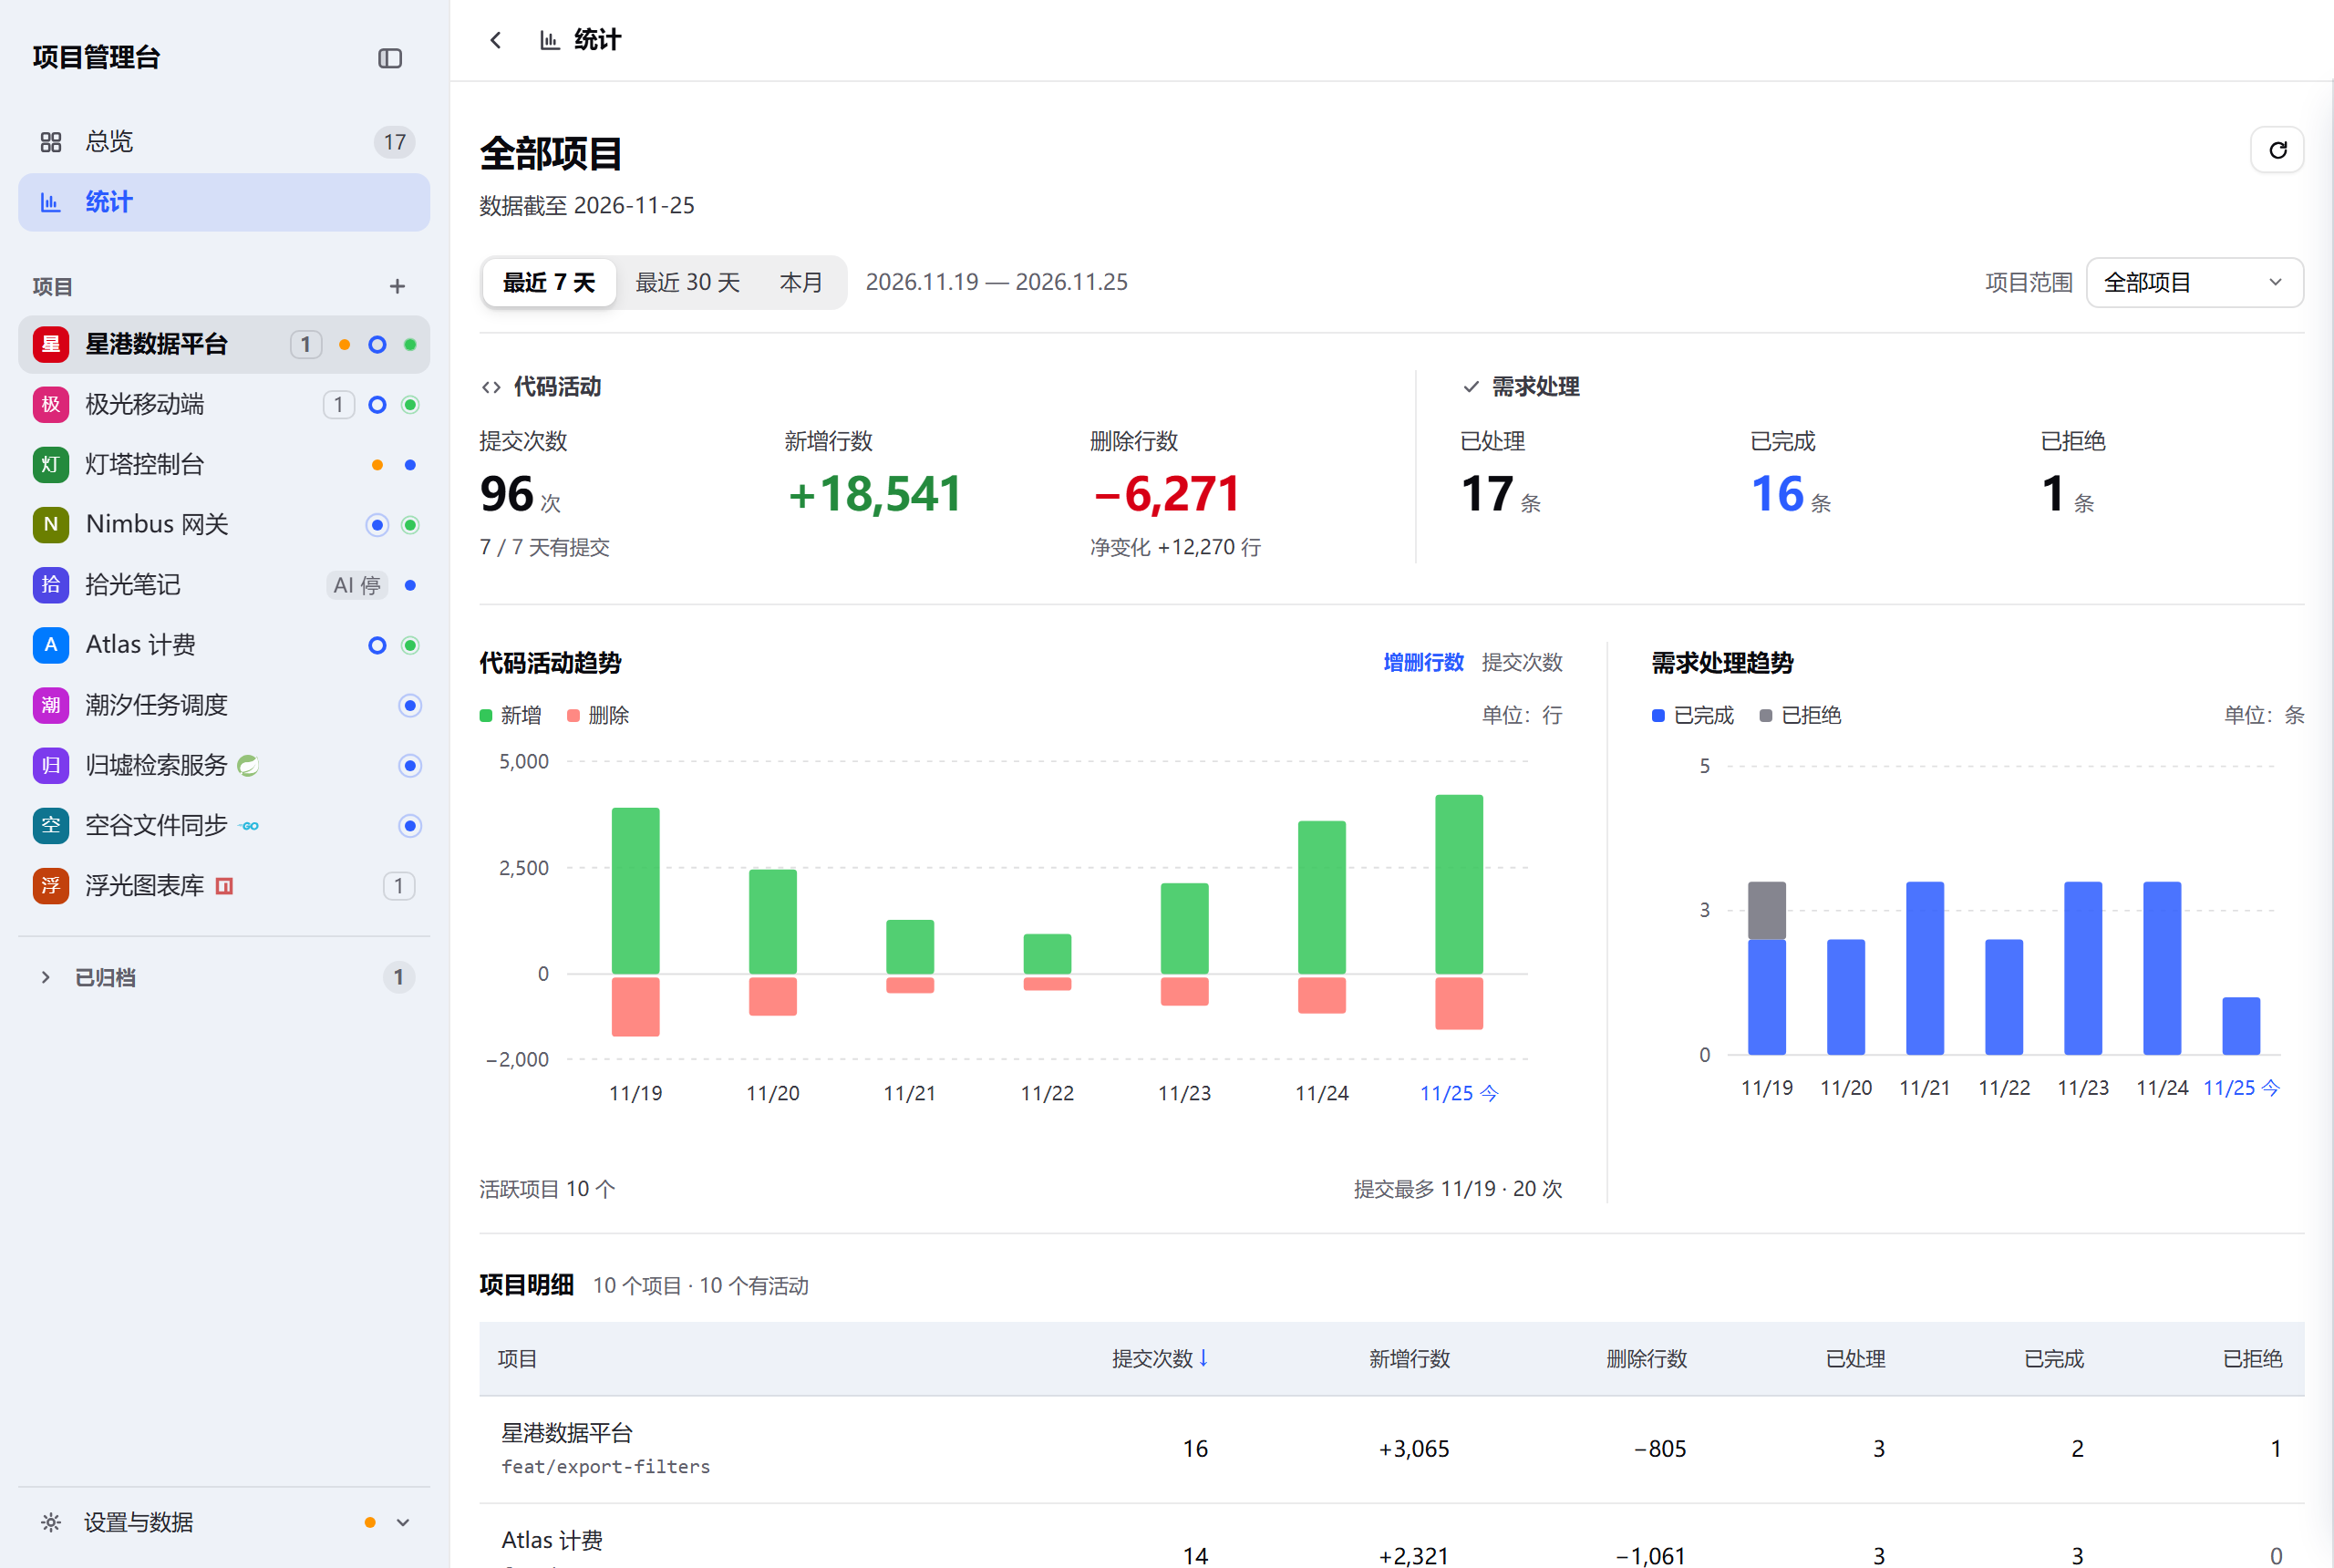 项目管理台
总览 17
统计
项目
星 星港数据平台 1
极 极光移动端 1
灯 灯塔控制台
N Nimbus 网关
拾 拾光笔记 AI 停
A Atlas 计费
潮 潮汐任务调度
归 归墟检索服务
空 空谷文件同步 GO
浮 浮光图表库 1
已归档 1
设置与数据
统计
全部项目
数据截至 2026-11-25
最近 7 天 最近 30 天 本月 2026.11.19 — 2026.11.25
项目范围 全部项目
代码活动
提交次数 新增行数 删除行数
96 次 +18,541 −6,271
7 / 7 天有提交 净变化 +12,270 行
需求处理
已处理 已完成 已拒绝
17 条 16 条 1 条
代码活动趋势 增删行数 提交次数
新增 删除 单位：行
5,000
2,500
0
−2,000
11/19 11/20 11/21 11/22 11/23 11/24 11/25 今
活跃项目 10 个 提交最多 11/19 · 20 次
需求处理趋势
已完成 已拒绝 单位：条
5
3
0
11/19 11/20 11/21 11/22 11/23 11/24 11/25 今
项目明细 10 个项目 · 10 个有活动
项目 提交次数↓ 新增行数 删除行数 已处理 已完成 已拒绝
星港数据平台 16 +3,065 −805 3 2 1
feat/export-filters
Atlas 计费 14 +2,321 −1,061 3 3 0